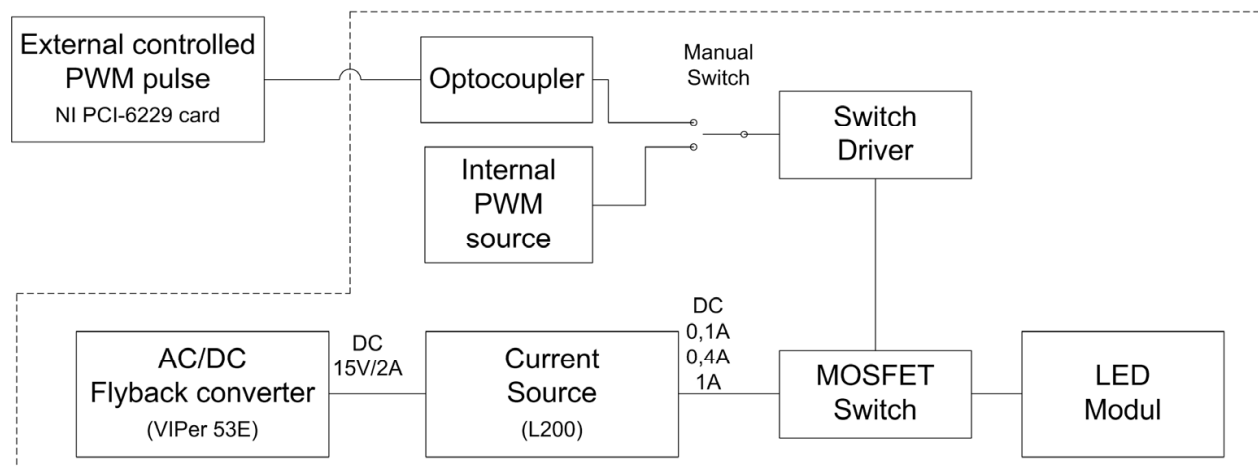 External controlled
PWM pulse
NI PCI-6229 card
Optocoupler
Manual
Switch
Switch
Driver
Internal
PWM
source
AC/DC
Flyback converter
(VIPer 53E)
DC
15V/2A
Current
Source
(L200)
DC
0,1A
0,4A
1A
MOSFET
Switch
LED
Modul